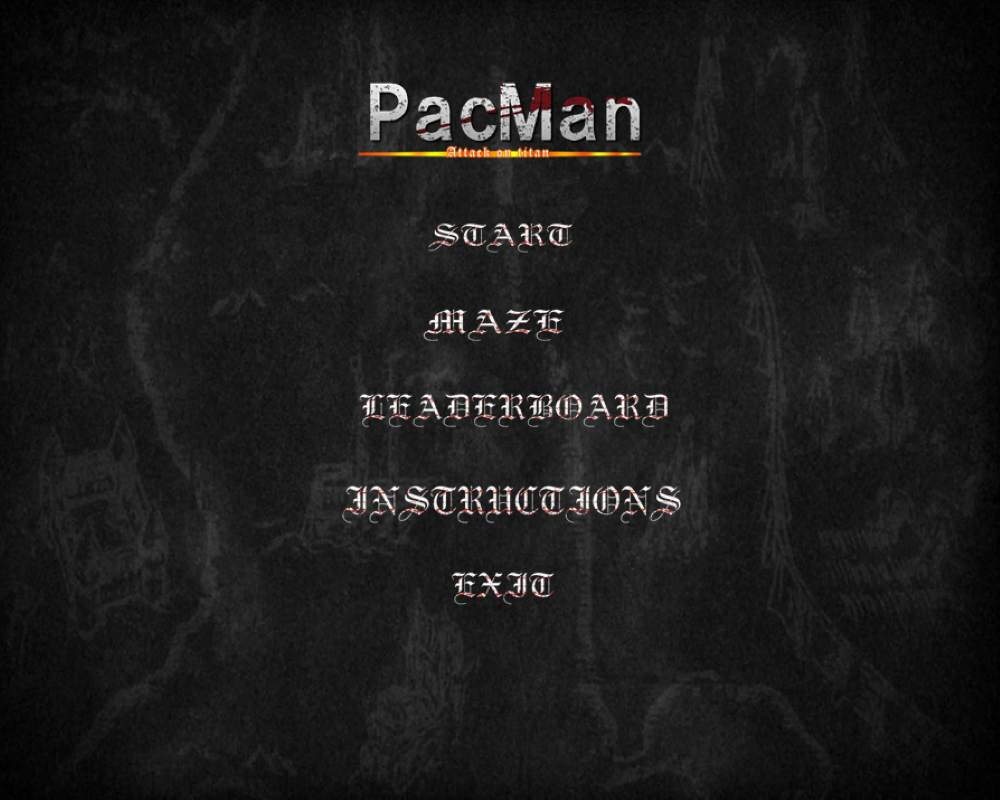 PacMan
Attack on titan
START
MAZE
LEADERBOARD
INSTRUCTIONS
EXIT